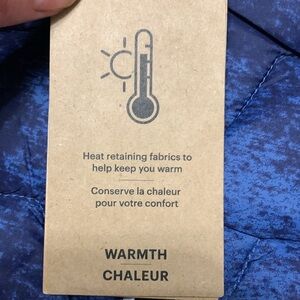 Heat retaining fabrics to
help keep you warm
Conserve la chaleur
pour votre confort
WARMTH
CHALEUR